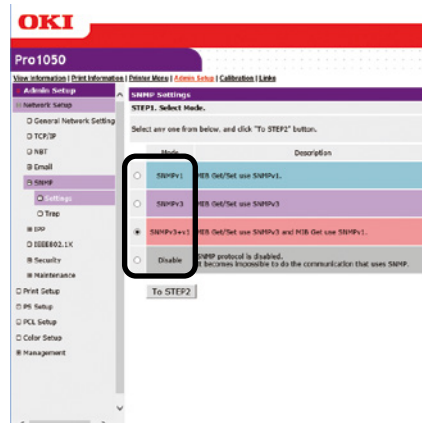 OKI
Pro1050
View Information | Print Information | Printer Menu | Admin Setup | Calibration | Links
Admin Setup
Network Setup
General Network Setting
TCP/IP
NBT
Email
SNMP
Settings
Trap
IPP
IEEE802.1X
Security
Maintenance
Print Setup
PS Setup
PCL Setup
Color Setup
Management
SNMP Settings
STEP1. Select Mode.
Select any one from below, and click "To STEP2" button.
Mode Description
SNMPv1 MIB Get/Set use SNMPv1.
SNMPv3 MIB Get/Set use SNMPv3
SNMPv3+v1 MIB Get/Set use SNMPv3 and MIB Get use SNMPv1.
Disable SNMP protocol is disabled.
It becomes impossible to do the communication that uses SNMP.
To STEP2